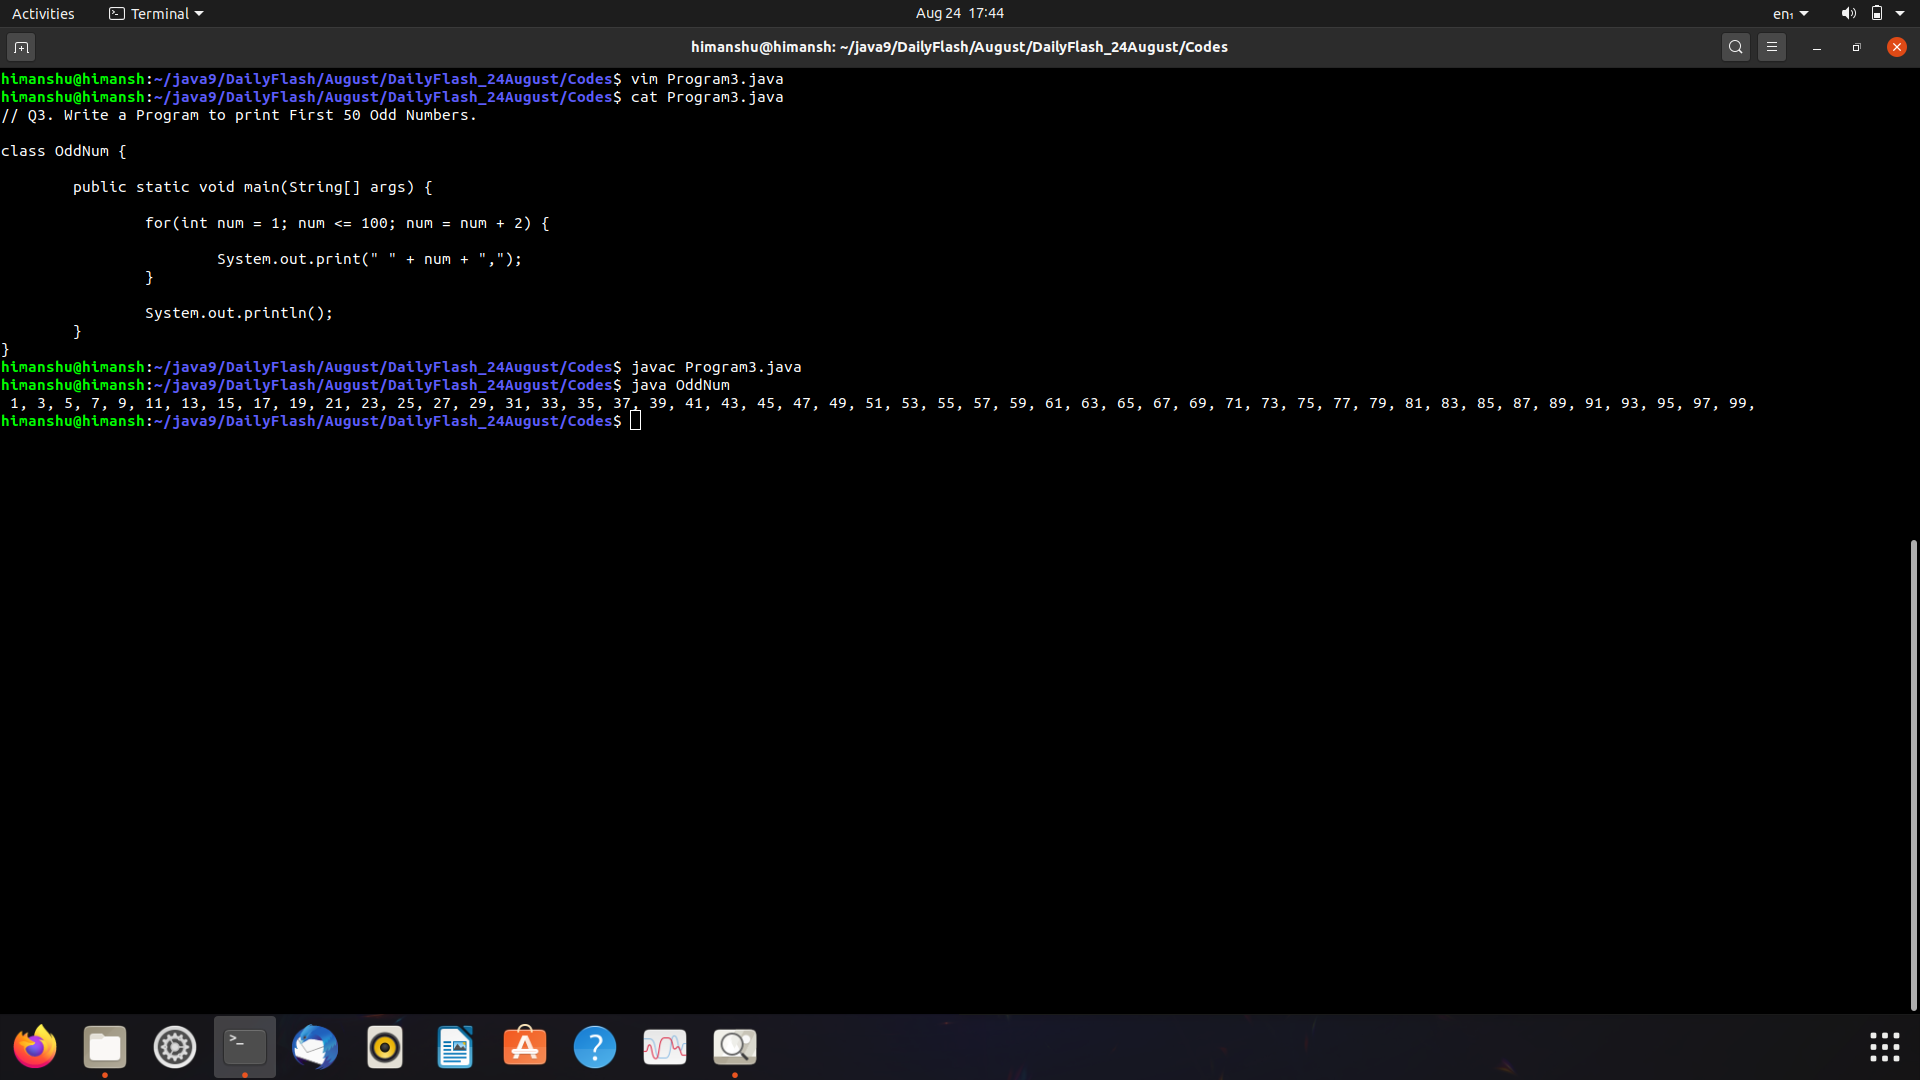 Activities
Terminal
Aug 24 17:44
en₁
himanshu@himansh: ~/java9/DailyFlash/August/DailyFlash_24August/Codes
himanshu@himansh:~/java9/DailyFlash/August/DailyFlash_24August/Codes$ vim Program3.java
himanshu@himansh:~/java9/DailyFlash/August/DailyFlash_24August/Codes$ cat Program3.java
// Q3. Write a Program to print First 50 Odd Numbers.
class OddNum {
public static void main(String[] args) {
for(int num = 1; num <= 100; num = num + 2) {
System.out.print(" " + num + ",");
}
System.out.println();
}
}
himanshu@himansh:~/java9/DailyFlash/August/DailyFlash_24August/Codes$ javac Program3.java
himanshu@himansh:~/java9/DailyFlash/August/DailyFlash_24August/Codes$ java OddNum
1, 3, 5, 7, 9, 11, 13, 15, 17, 19, 21, 23, 25, 27, 29, 31, 33, 35, 37, 39, 41, 43, 45, 47, 49, 51, 53, 55, 57, 59, 61, 63, 65, 67, 69, 71, 73, 75, 77, 79, 81, 83, 85, 87, 89, 91, 93, 95, 97, 99,
himanshu@himansh:~/java9/DailyFlash/August/DailyFlash_24August/Codes$